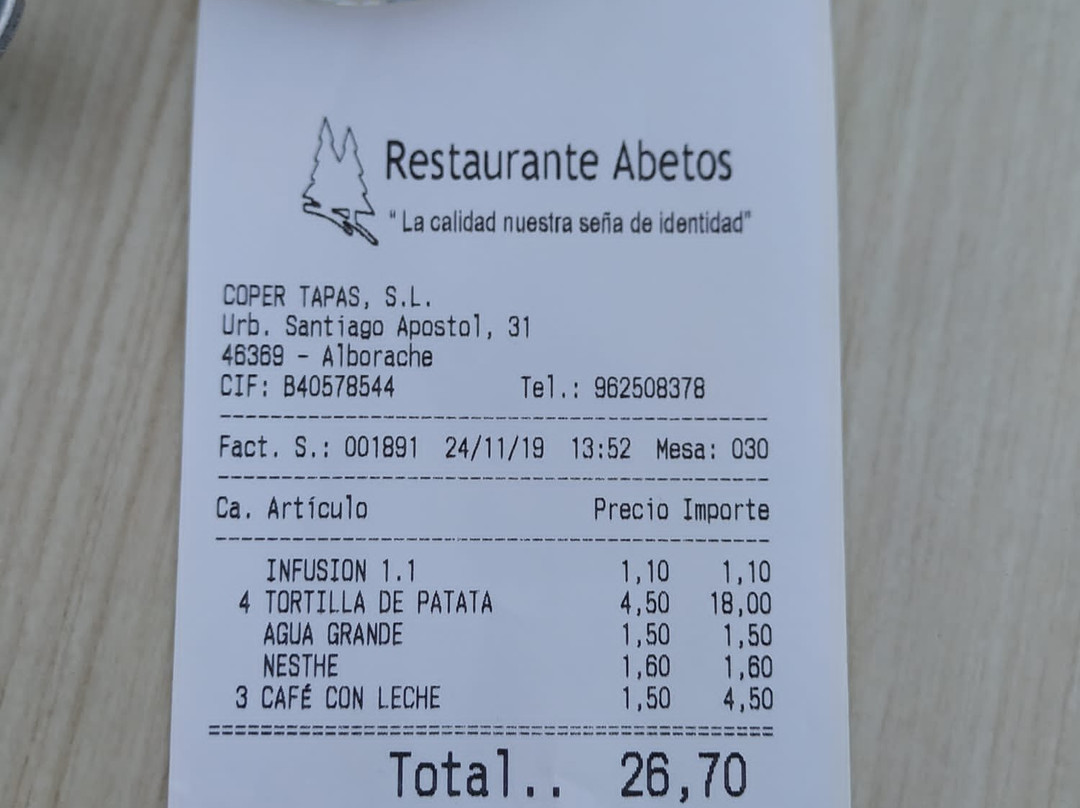 Restaurante Abetos
" La calidad nuestra seña de identidad"
COPER TAPAS, S.L.
Urb. Santiago Apostol, 31
46369 - Alborache
CIF: B40578544 Tel.: 962508378
Fact. S.: 001891 24/11/19 13:52 Mesa: 030
Ca. Artículo Precio Importe
INFUSION 1.1 1,10 1,10
4 TORTILLA DE PATATA 4,50 18,00
AGUA GRANDE 1,50 1,50
NESTHE 1,60 1,60
3 CAFÉ CON LECHE 1,50 4,50
Total.. 26,70